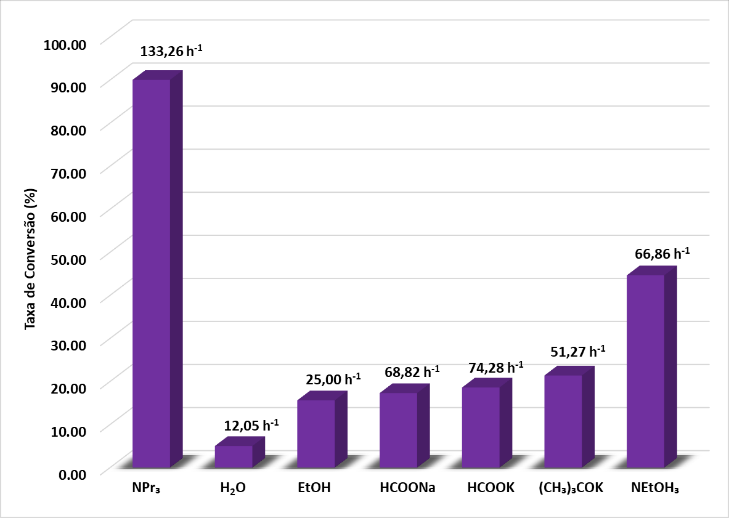 Taxa de Conversão (%)
100.00
90.00
80.00
70.00
60.00
50.00
40.00
30.00
20.00
10.00
0.00
133,26 h⁻¹
12,05 h⁻¹
25,00 h⁻¹
68,82 h⁻¹
74,28 h⁻¹
51,27 h⁻¹
66,86 h⁻¹
NPr₃
H₂O
EtOH
HCOONa
HCOOK
(CH₃)₃COK
NEtOH₃